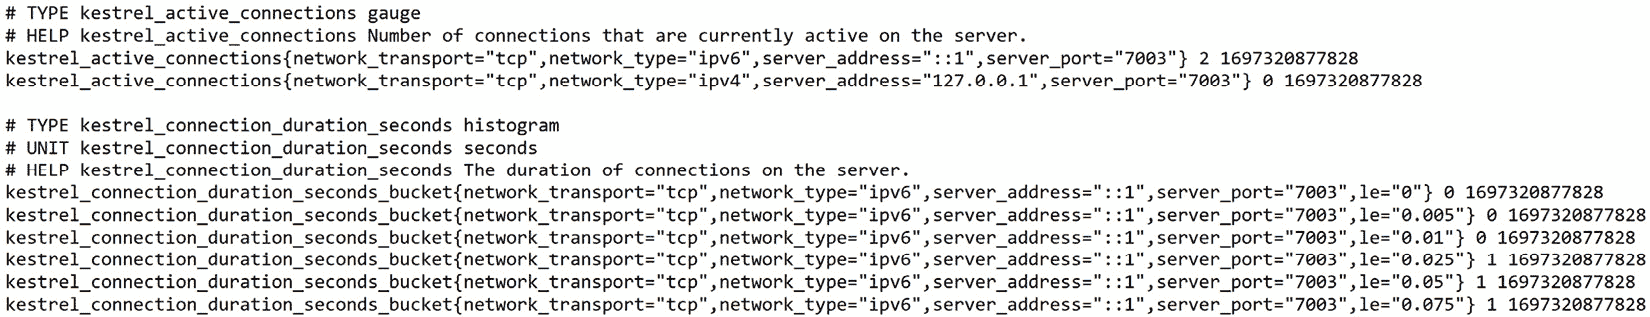 # TYPE kestrel_active_connections gauge
# HELP kestrel_active_connections Number of connections that are currently active on the server.
kestrel_active_connections{network_transport="tcp",network_type="ipv6",server_address="::1",server_port="7003"} 2 1697320877828
kestrel_active_connections{network_transport="tcp",network_type="ipv4",server_address="127.0.0.1",server_port="7003"} 0 1697320877828

# TYPE kestrel_connection_duration_seconds histogram
# UNIT kestrel_connection_duration_seconds seconds
# HELP kestrel_connection_duration_seconds The duration of connections on the server.
kestrel_connection_duration_seconds_bucket{network_transport="tcp",network_type="ipv6",server_address="::1",server_port="7003",le="0"} 0 1697320877828
kestrel_connection_duration_seconds_bucket{network_transport="tcp",network_type="ipv6",server_address="::1",server_port="7003",le="0.005"} 0 1697320877828
kestrel_connection_duration_seconds_bucket{network_transport="tcp",network_type="ipv6",server_address="::1",server_port="7003",le="0.01"} 0 1697320877828
kestrel_connection_duration_seconds_bucket{network_transport="tcp",network_type="ipv6",server_address="::1",server_port="7003",le="0.025"} 1 1697320877828
kestrel_connection_duration_seconds_bucket{network_transport="tcp",network_type="ipv6",server_address="::1",server_port="7003",le="0.05"} 1 1697320877828
kestrel_connection_duration_seconds_bucket{network_transport="tcp",network_type="ipv6",server_address="::1",server_port="7003",le="0.075"} 1 1697320877828